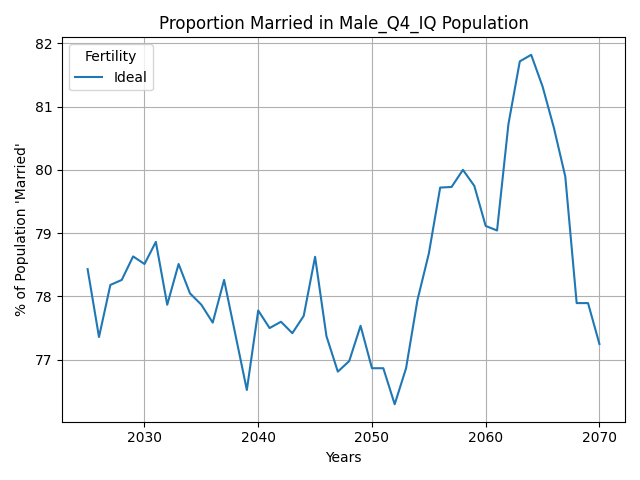 Proportion Married in Male_Q4_IQ Population
Fertility
Ideal
% of Population 'Married'
82
81
80
79
78
77
2030 2040 2050 2060 2070
Years